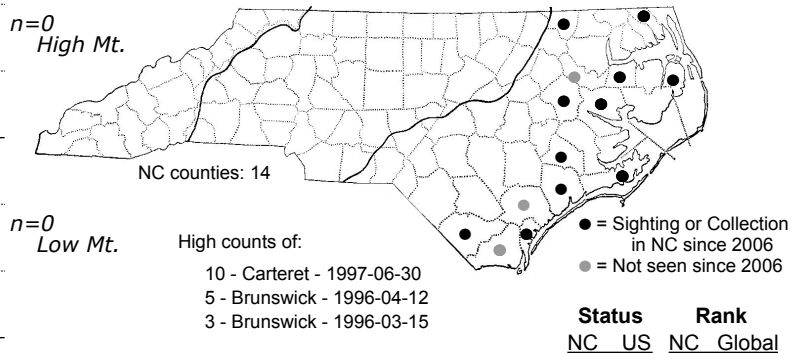 n=0
High Mt.
NC counties: 14
n=0
Low Mt.
High counts of:
10 - Carteret - 1997-06-30
5 - Brunswick - 1996-04-12
3 - Brunswick - 1996-03-15
= Sighting or Collection
in NC since 2006
= Not seen since 2006
Status Rank
NC US NC Global